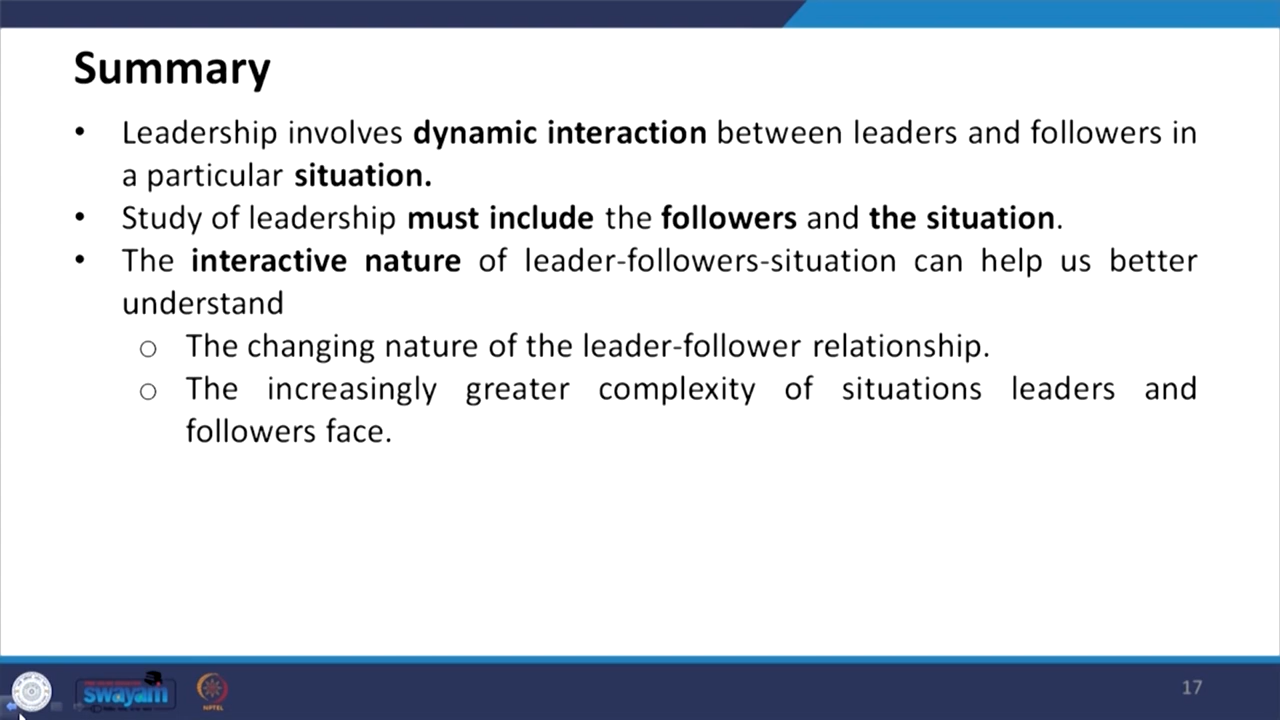 Summary
• Leadership involves dynamic interaction between leaders and followers in
a particular situation.
• Study of leadership must include the followers and the situation.
• The interactive nature of leader-followers-situation can help us better
understand
○ The changing nature of the leader-follower relationship.
○ The increasingly greater complexity of situations leaders and
followers face.
swayam
NPTEL
17